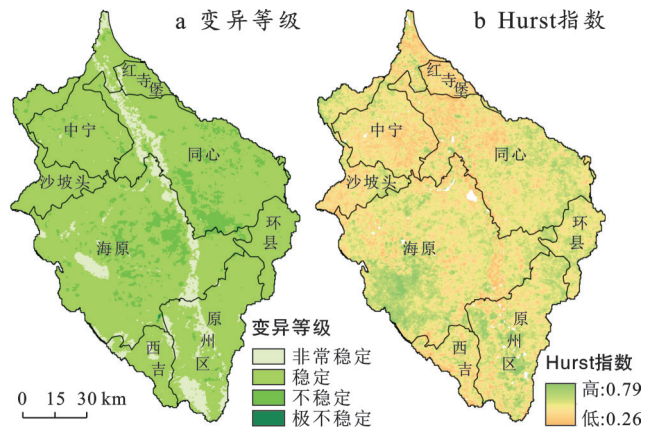 a 变异等级
红寺堡
中宁
同心
沙坡头
环县
海原
原州区
西吉
变异等级
非常稳定
稳定
不稳定
极不稳定
0 15 30 km
b Hurst指数
红寺堡
中宁
同心
沙坡头
环县
海原
原州区
西吉
Hurst指数
高:0.79
低:0.26